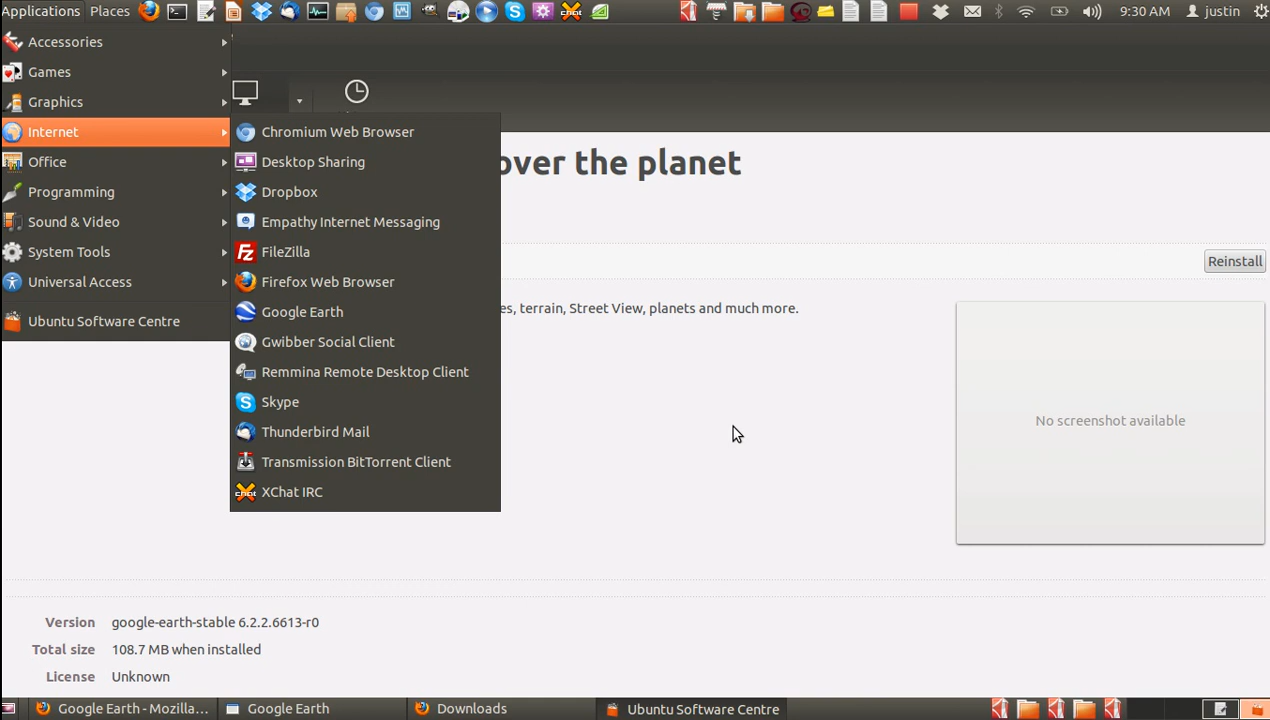 Applications Places 9:30 AM justin
Accessories
Games
Graphics
Internet
Office
Programming
Sound & Video
System Tools
Universal Access
Ubuntu Software Centre
Chromium Web Browser
Desktop Sharing
Dropbox
Empathy Internet Messaging
FileZilla
Firefox Web Browser
Google Earth
Gwibber Social Client
Remmina Remote Desktop Client
Skype
Thunderbird Mail
Transmission BitTorrent Client
XChat IRC
over the planet
Reinstall
es, terrain, Street View, planets and much more.
No screenshot available
Version google-earth-stable 6.2.2.6613-r0
Total size 108.7 MB when installed
License Unknown
Google Earth - Mozilla... Google Earth Downloads Ubuntu Software Centre